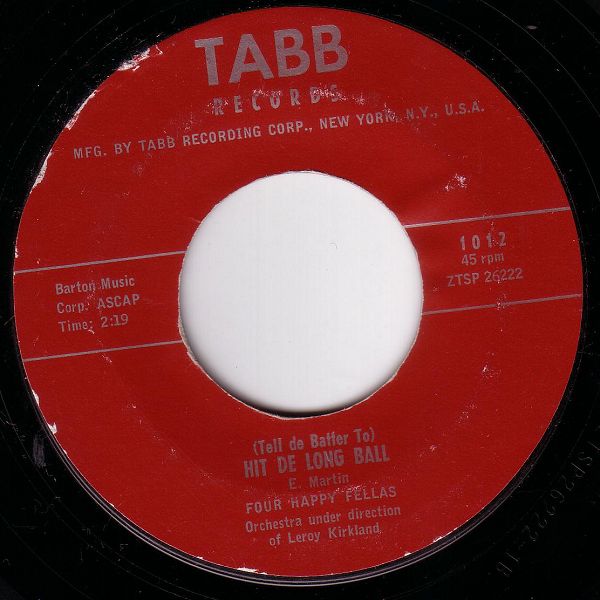 TABB
RECORDS
MFG. BY TABB RECORDING CORP., NEW YORK, N.Y., U.S.A.
1012
45 rpm
ZTSP 26222
Barton Music
Corp. ASCAP
Time: 2:19
(Tell de Batter To)
HIT DE LONG BALL
E. Martin
FOUR HAPPY FELLAS
Orchestra under direction
of Leroy Kirkland